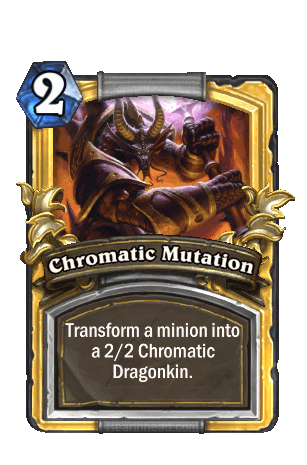 2
Chromatic Mutation
Transform a minion into
a 2/2 Chromatic
Dragonkin.